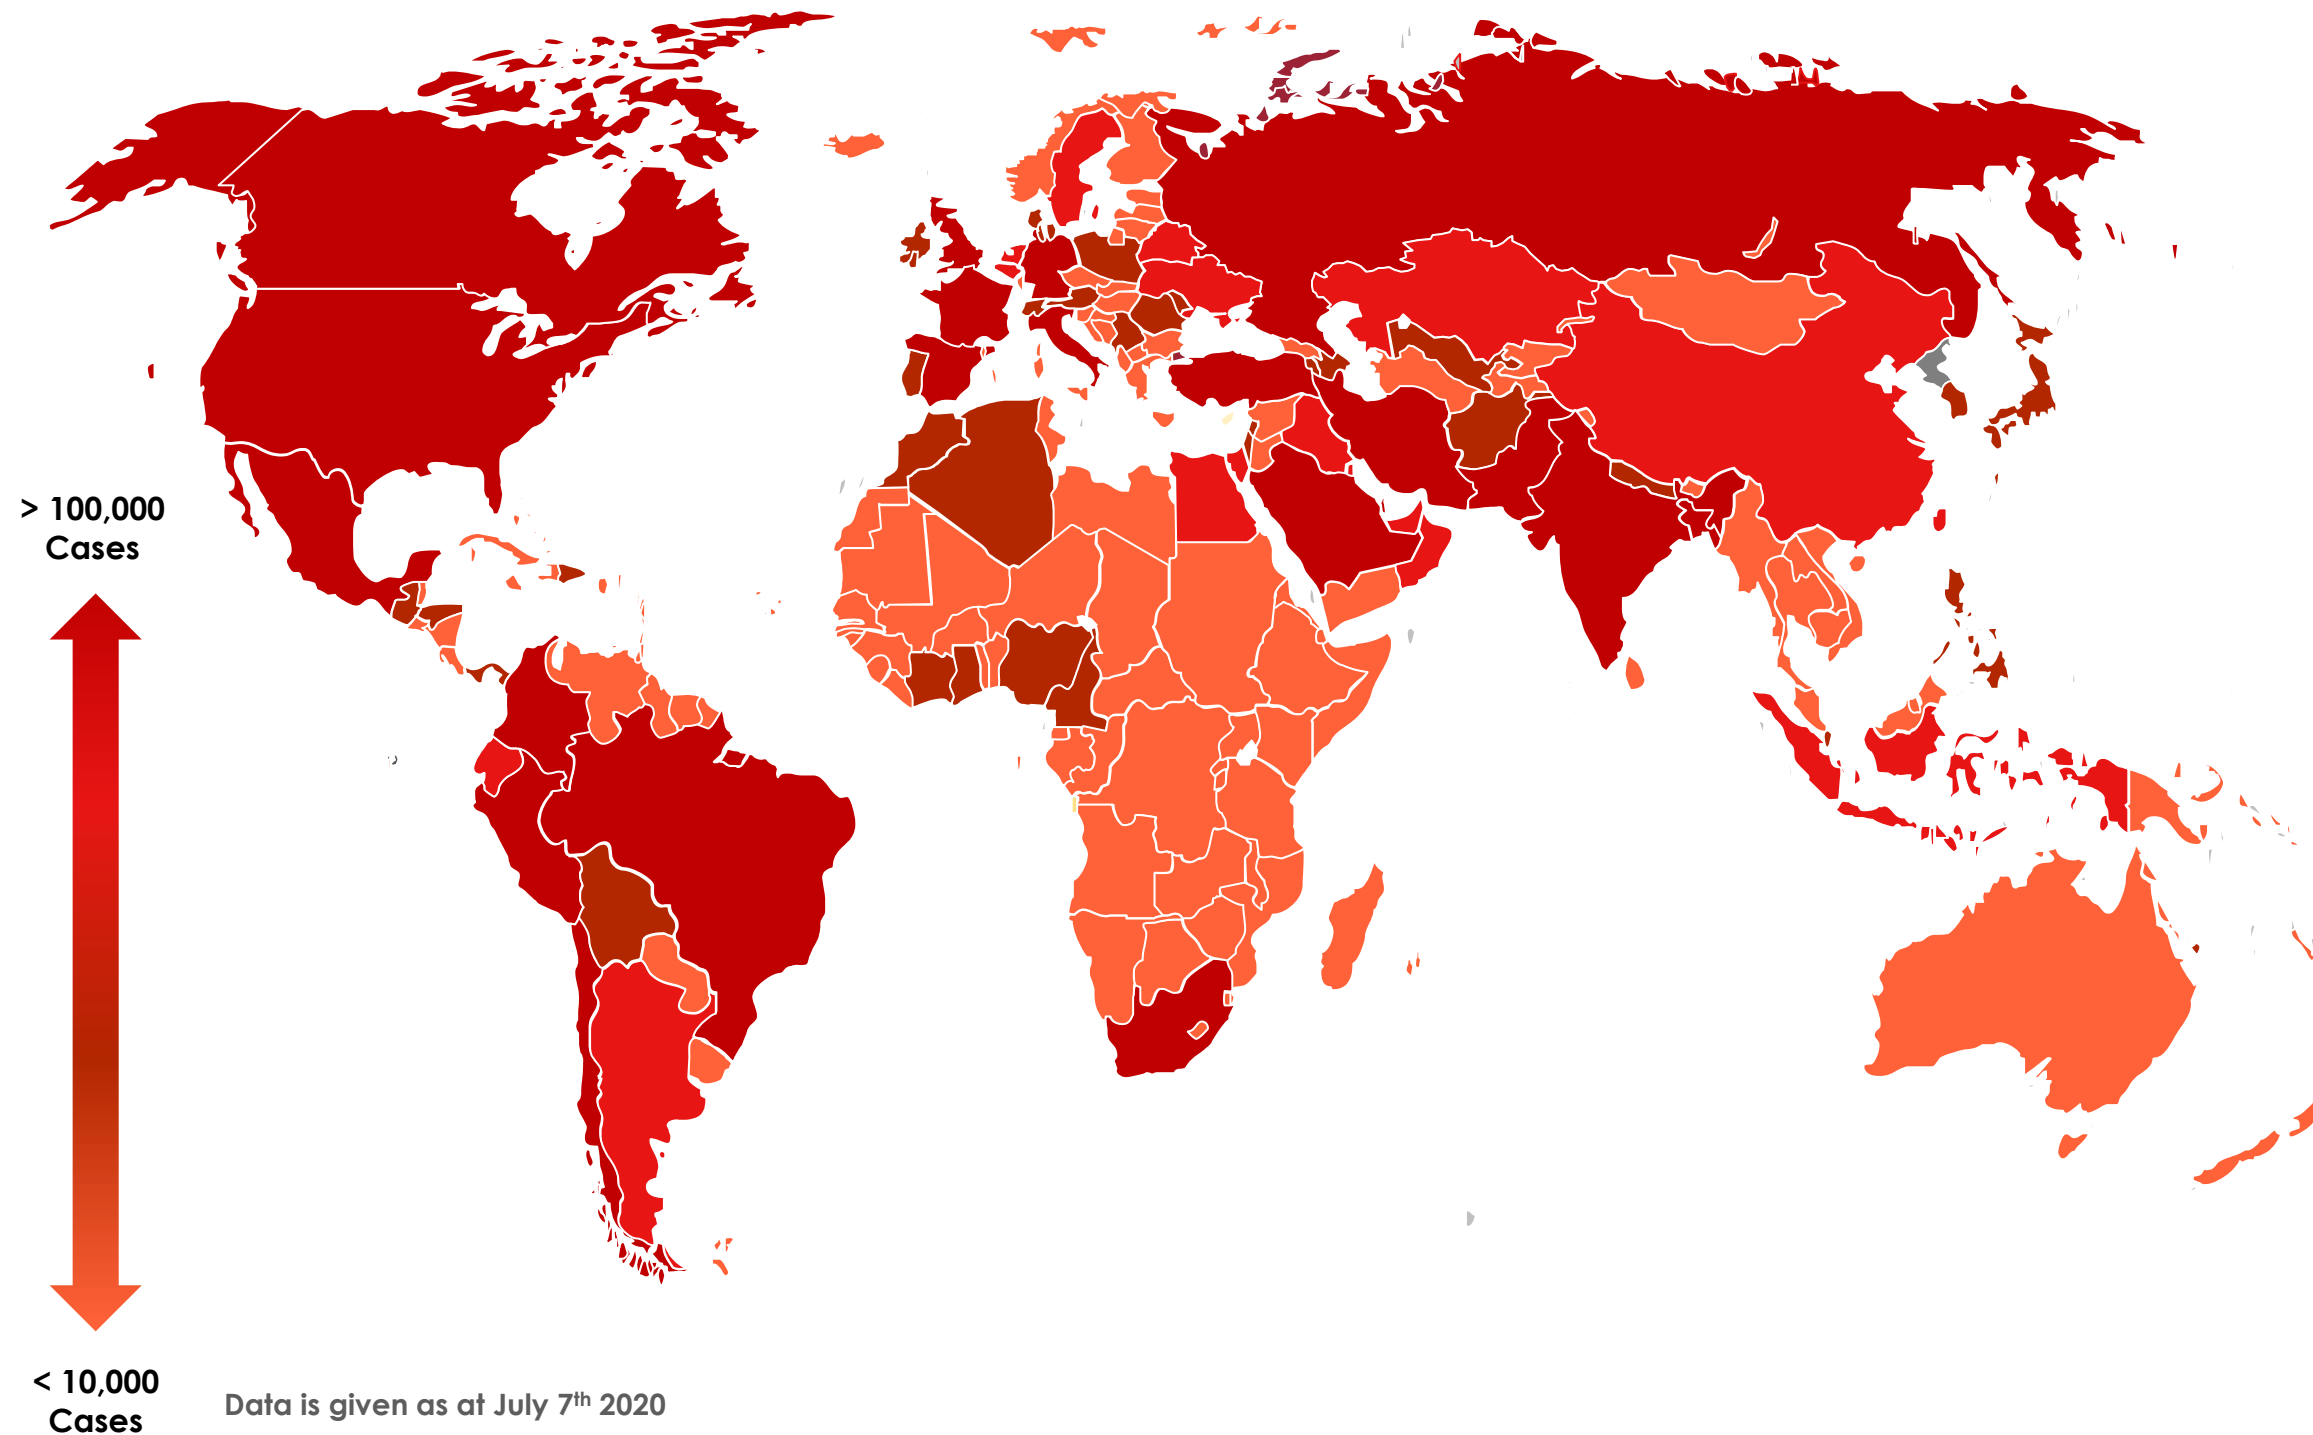 > 100,000
Cases
< 10,000
Cases
Data is given as at July 7th 2020